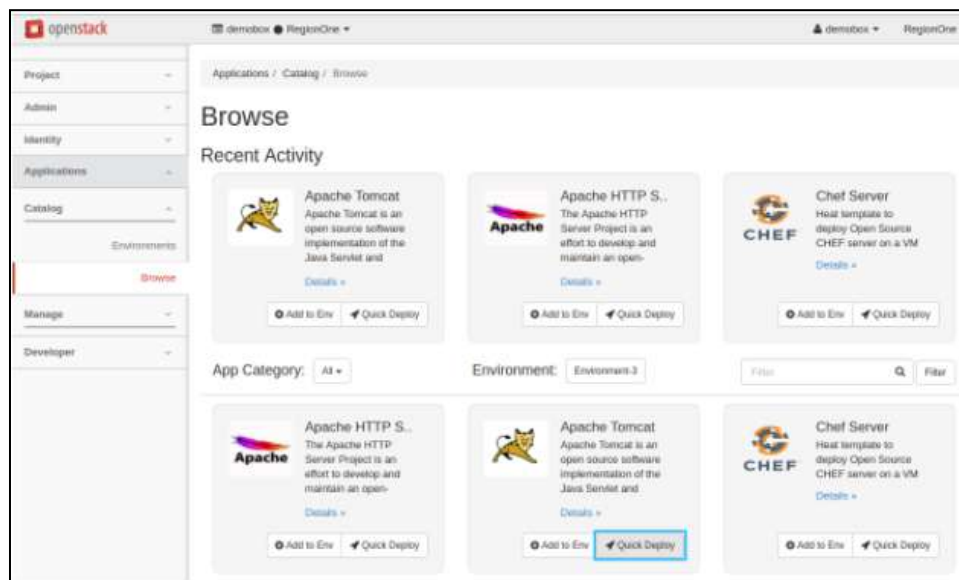 openstack
demobox RegionOne
demobox
RegionOne
Project
Admin
Identity
Applications
Catalog
Environments
Browse
Manage
Developer
Applications / Catalog / Browse
Browse
Recent Activity
Apache Tomcat
Apache Tomcat is an
open source software
implementation of the
Java Servlet and
Details »
Add to Env Quick Deploy
Apache
Apache HTTP S..
The Apache HTTP
Server Project is an
effort to develop and
maintain an open-
Details »
Add to Env Quick Deploy
CHEF
Chef Server
Heat template to
deploy Open Source
CHEF server on a VM
Details »
Add to Env Quick Deploy
App Category: All
Environment: Environment-3
Filter Filter
Apache
Apache HTTP S..
The Apache HTTP
Server Project is an
effort to develop and
maintain an open-
Details »
Add to Env Quick Deploy
Apache Tomcat
Apache Tomcat is an
open source software
implementation of the
Java Servlet and
Details »
Add to Env Quick Deploy
CHEF
Chef Server
Heat template to
deploy Open Source
CHEF server on a VM
Details »
Add to Env Quick Deploy